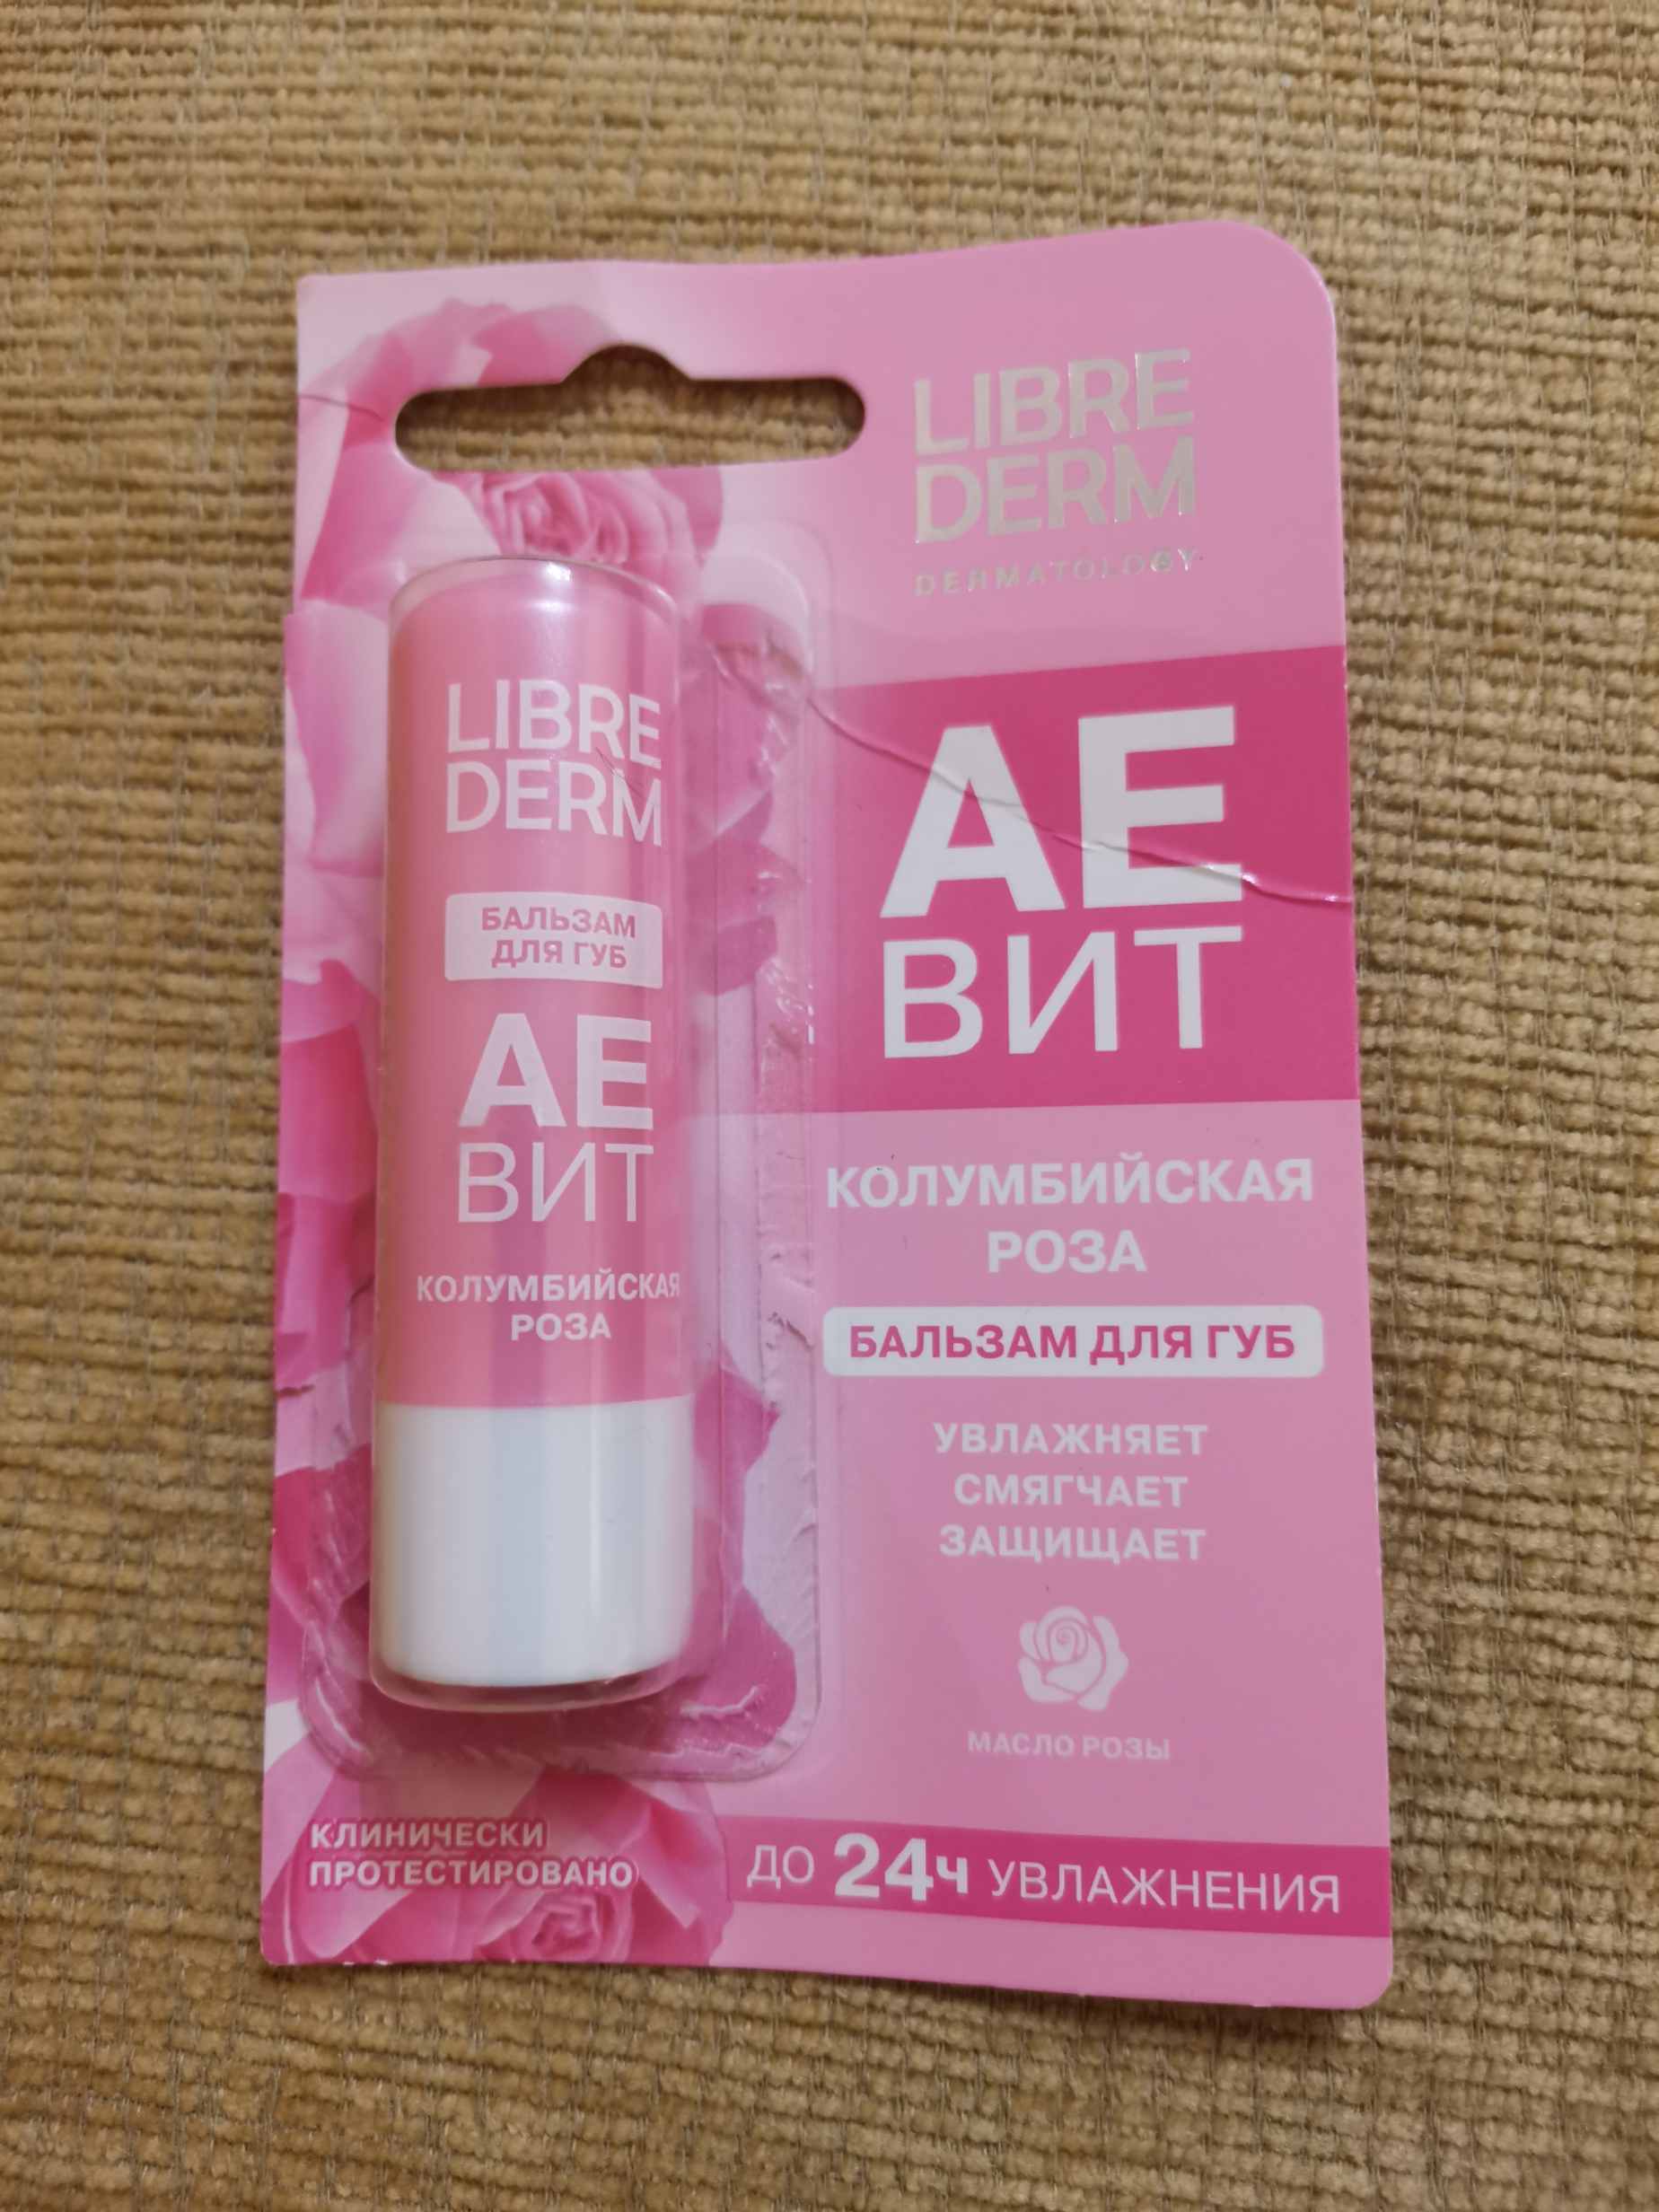 LIBRE
DERM
DERMATOLOGY
АЕ
ВИТ
КОЛУМБИЙСКАЯ
РОЗА
БАЛЬЗАМ ДЛЯ ГУБ
УВЛАЖНЯЕТ
СМЯГЧАЕТ
ЗАЩИЩАЕТ
МАСЛО РОЗЫ
ДО 24ч УВЛАЖНЕНИЯ
LIBRE
DERM
БАЛЬЗАМ
ДЛЯ ГУБ
АЕ
ВИТ
КОЛУМБИЙСКАЯ
РОЗА
КЛИНИЧЕСКИ
ПРОТЕСТИРОВАНО